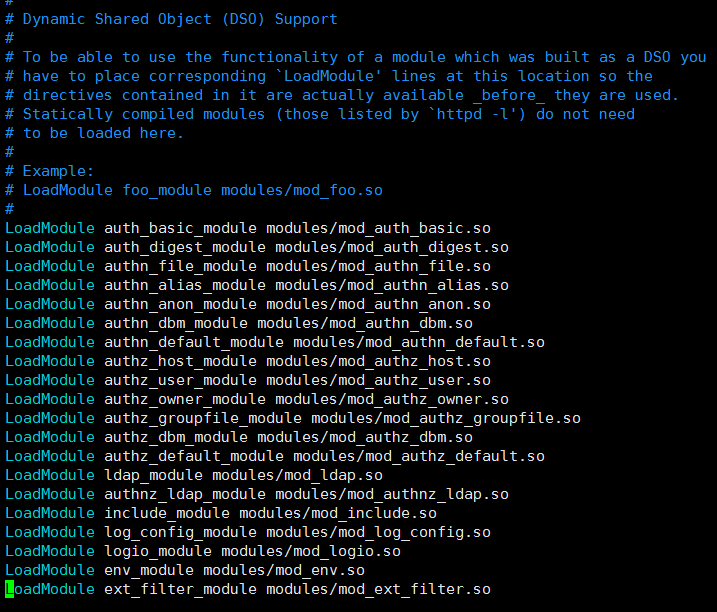 #
# Dynamic Shared Object (DSO) Support
#
# To be able to use the functionality of a module which was built as a DSO you
# have to place corresponding `LoadModule' lines at this location so the
# directives contained in it are actually available _before_ they are used.
# Statically compiled modules (those listed by `httpd -l') do not need
# to be loaded here.
#
# Example:
# LoadModule foo_module modules/mod_foo.so
#
LoadModule auth_basic_module modules/mod_auth_basic.so
LoadModule auth_digest_module modules/mod_auth_digest.so
LoadModule authn_file_module modules/mod_authn_file.so
LoadModule authn_alias_module modules/mod_authn_alias.so
LoadModule authn_anon_module modules/mod_authn_anon.so
LoadModule authn_dbm_module modules/mod_authn_dbm.so
LoadModule authn_default_module modules/mod_authn_default.so
LoadModule authz_host_module modules/mod_authz_host.so
LoadModule authz_user_module modules/mod_authz_user.so
LoadModule authz_owner_module modules/mod_authz_owner.so
LoadModule authz_groupfile_module modules/mod_authz_groupfile.so
LoadModule authz_dbm_module modules/mod_authz_dbm.so
LoadModule authz_default_module modules/mod_authz_default.so
LoadModule ldap_module modules/mod_ldap.so
LoadModule authnz_ldap_module modules/mod_authnz_ldap.so
LoadModule include_module modules/mod_include.so
LoadModule log_config_module modules/mod_log_config.so
LoadModule logio_module modules/mod_logio.so
LoadModule env_module modules/mod_env.so
LoadModule ext_filter_module modules/mod_ext_filter.so